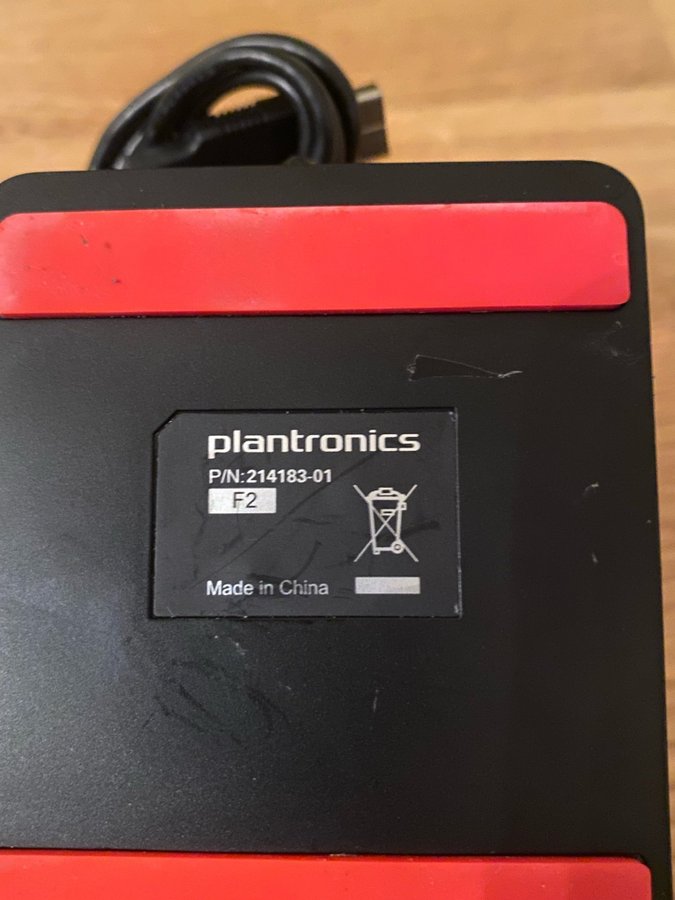 plantronics
P/N:214183-01
F2
Made in China